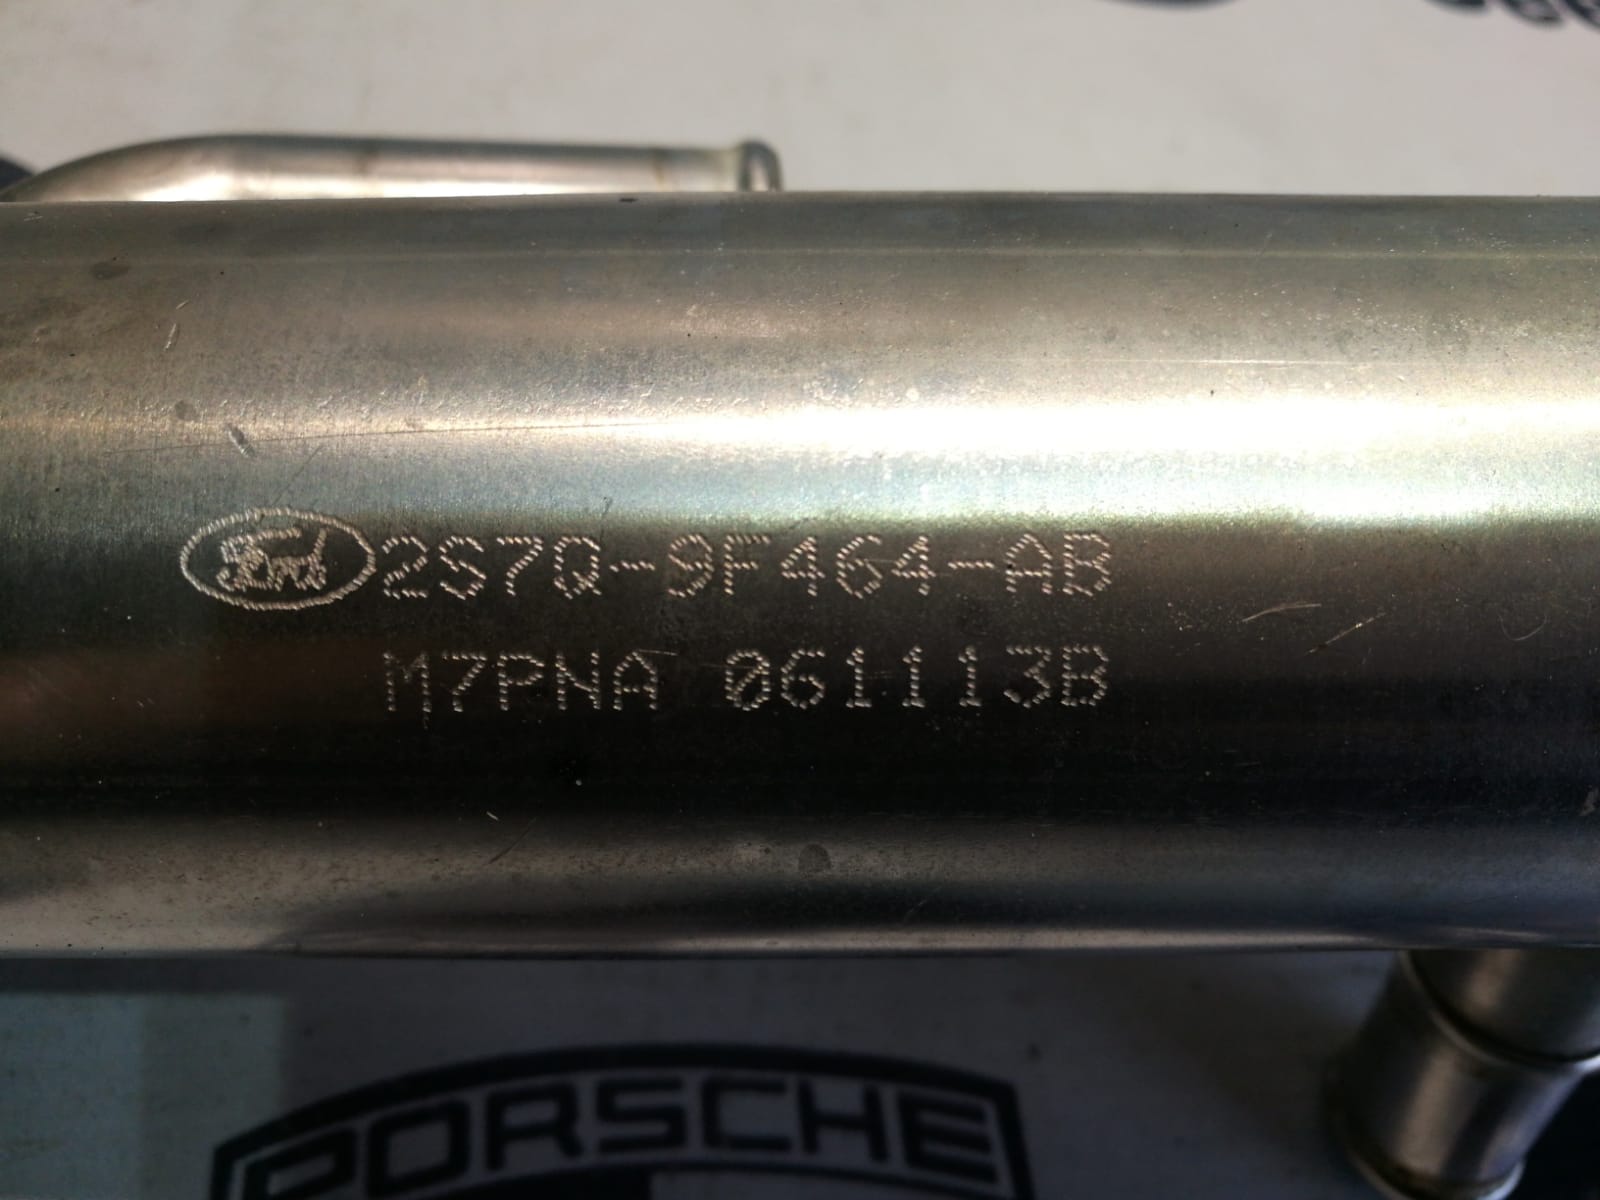 Ford 2S7Q-9F464-AB
M7PNA 061113B
PORSCHE